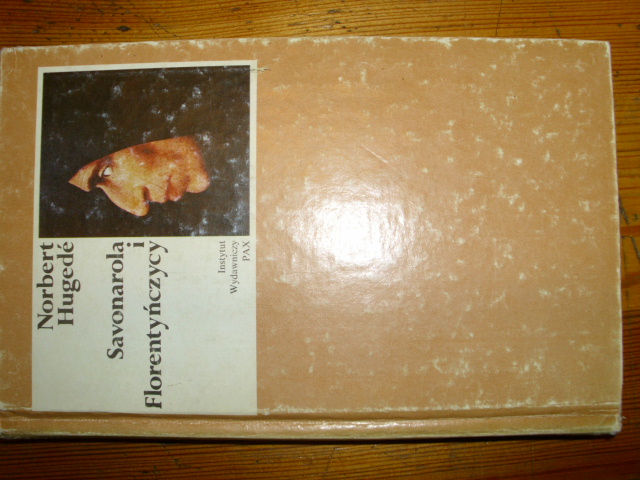 Norbert
Hugedé
Savonarola
i
Florentyńczycy
Instytut
Wydawniczy
PAX